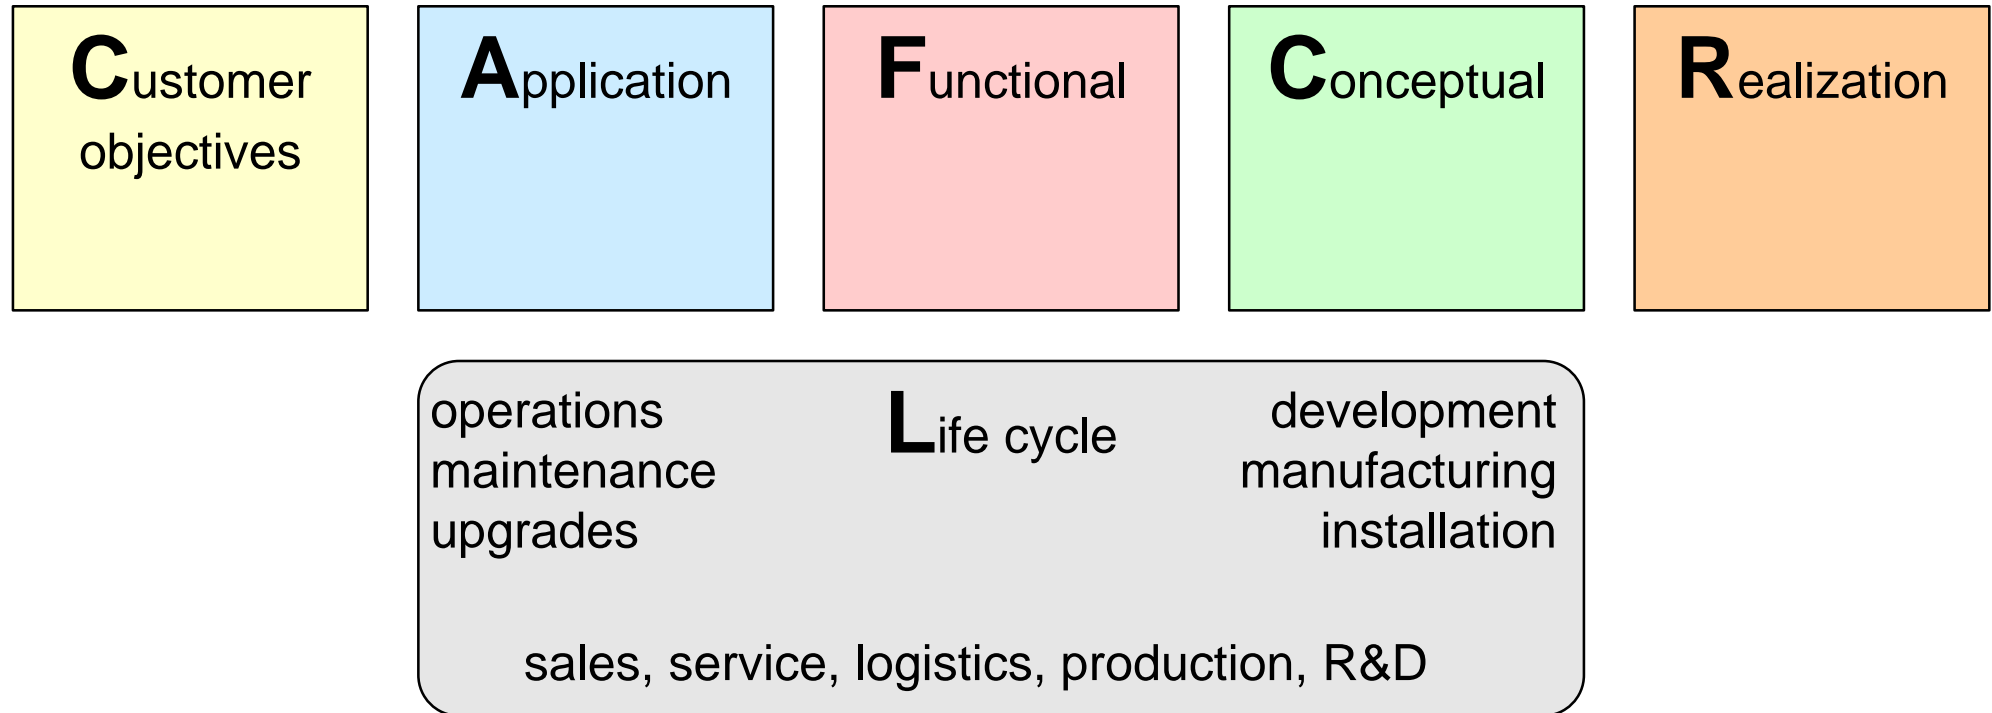 Customer
objectives
Application
Functional
Conceptual
Realization
operations
maintenance
upgrades
Life cycle
development
manufacturing
installation
sales, service, logistics, production, R&D